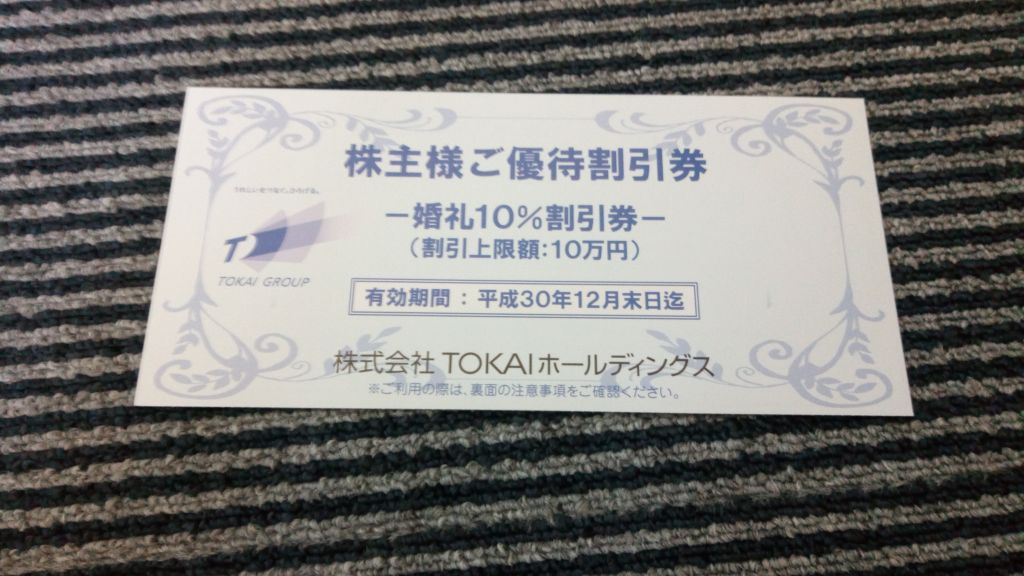 株主様ご優待割引券
－婚礼10％割引券－
（割引上限額：10万円）
TOKAI GROUP
有効期間 ： 平成30年12月末日迄
株式会社 TOKAIホールディングス
※ご利用の際は、裏面の注意事項をご確認ください。